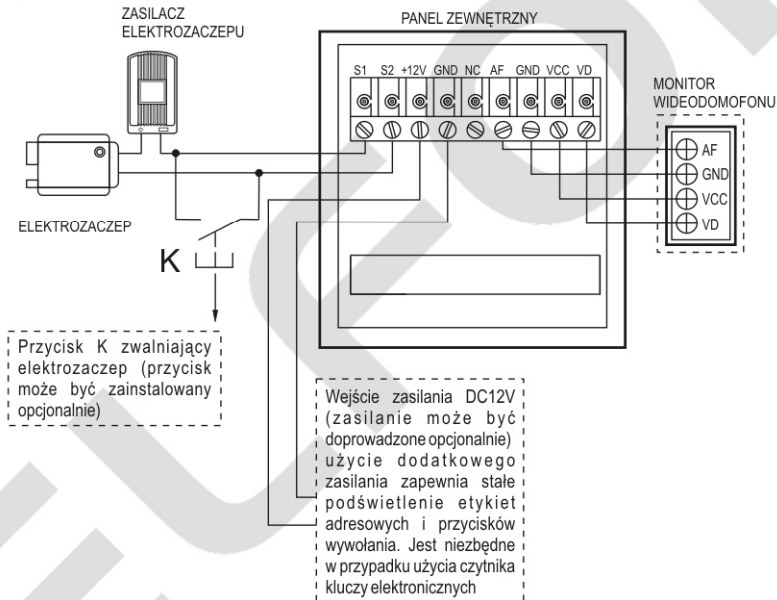 ZASILACZ
ELEKTROZACZEPU
PANEL ZEWNĘTRZNY
S1 S2 +12V GND NC AF GND VCC VD
MONITOR
WIDEODOMOFONU
AF
GND
VCC
VD
ELEKTROZACZEP
K
Przycisk K zwalniający
elektrozaczep (przycisk
może być zainstalowany
opcjonalnie)
Wejście zasilania DC12V
(zasilanie może być
doprowadzone opcjonalnie)
użycie dodatkowego
zasilania zapewnia stałe
podświetlenie etykiet
adresowych i przycisków
wywołania. Jest niezbędne
w przypadku użycia czytnika
kluczy elektronicznych